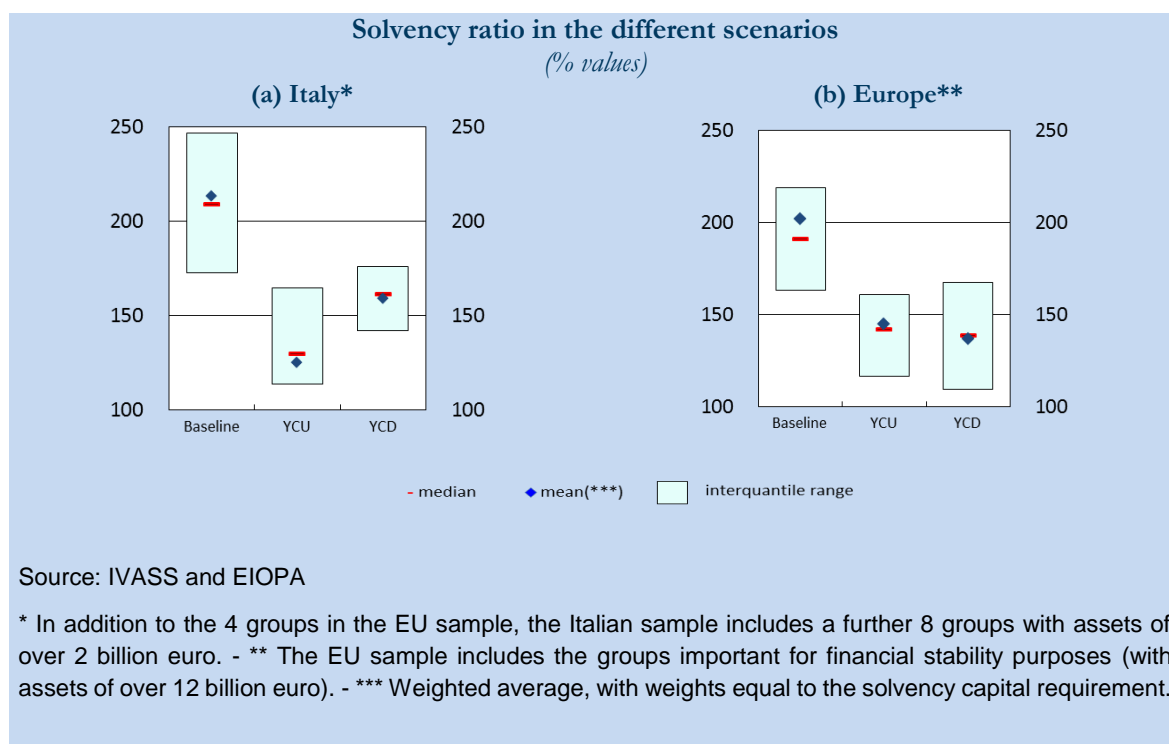 Solvency ratio in the different scenarios
(% values)
(a) Italy*
250 250
200 200
150 150
100 100
Baseline YCU YCD
(b) Europe**
250 250
200 200
150 150
100 100
Baseline YCU YCD
- median mean(***) interquantile range
Source: IVASS and EIOPA
* In addition to the 4 groups in the EU sample, the Italian sample includes a further 8 groups with assets of
over 2 billion euro. - ** The EU sample includes the groups important for financial stability purposes (with
assets of over 12 billion euro). - *** Weighted average, with weights equal to the solvency capital requirement.